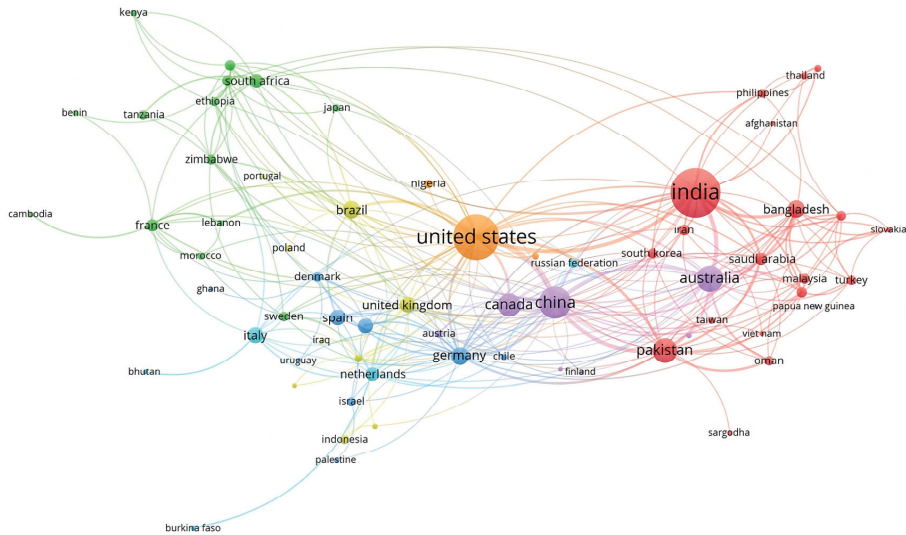 kenya
south africa
thailand
philippines
ethiopia
japan
benin
tanzania
afghanistan
zimbabwe
portugal
nigeria
india
cambodia
brazil
bangladesh
france
lebanon
iran
slovakia
united states
poland
morocco
south korea
saudi arabia
russian federation
denmark
australia
malaysia
turkey
ghana
united kingdom
canada
china
papua new guinea
sweden
spain
taiwan
italy
iraq
austria
viet nam
pakistan
uruguay
germany
chile
oman
bhutan
netherlands
finland
israel
sargodha
indonesia
palestine
burkina faso